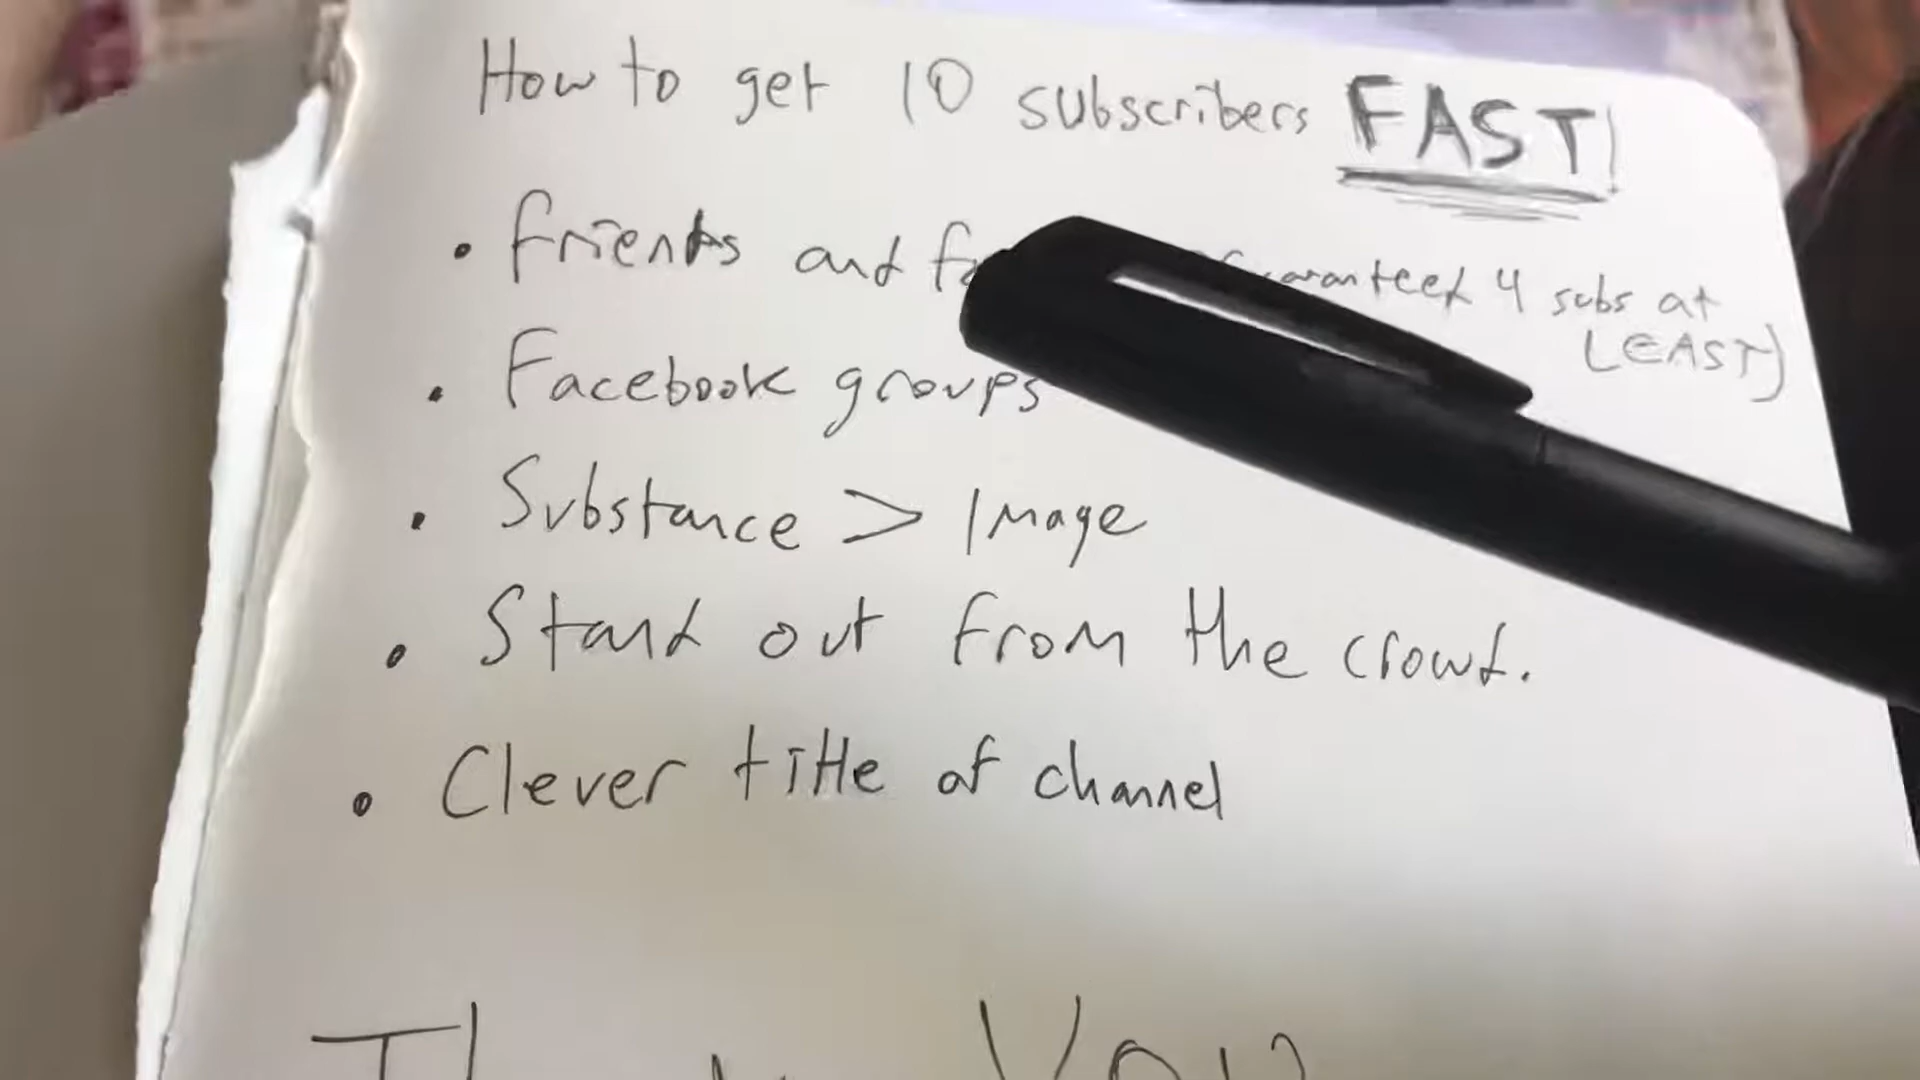 How to get 10 subscribers FAST!
• friends and
4 subs at
LEAST)
• Facebook groups
• Substance > Image
• Stand out from the crowd.
• Clever title of channel